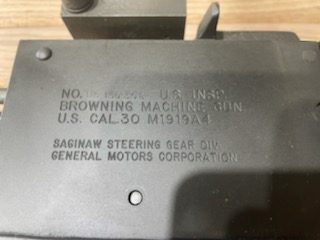 NO. U.S. INSP.
BROWNING MACHINE GUN
U.S. CAL.30 M1919A4
SAGINAW STEERING GEAR DIV.
GENERAL MOTORS CORPORATION